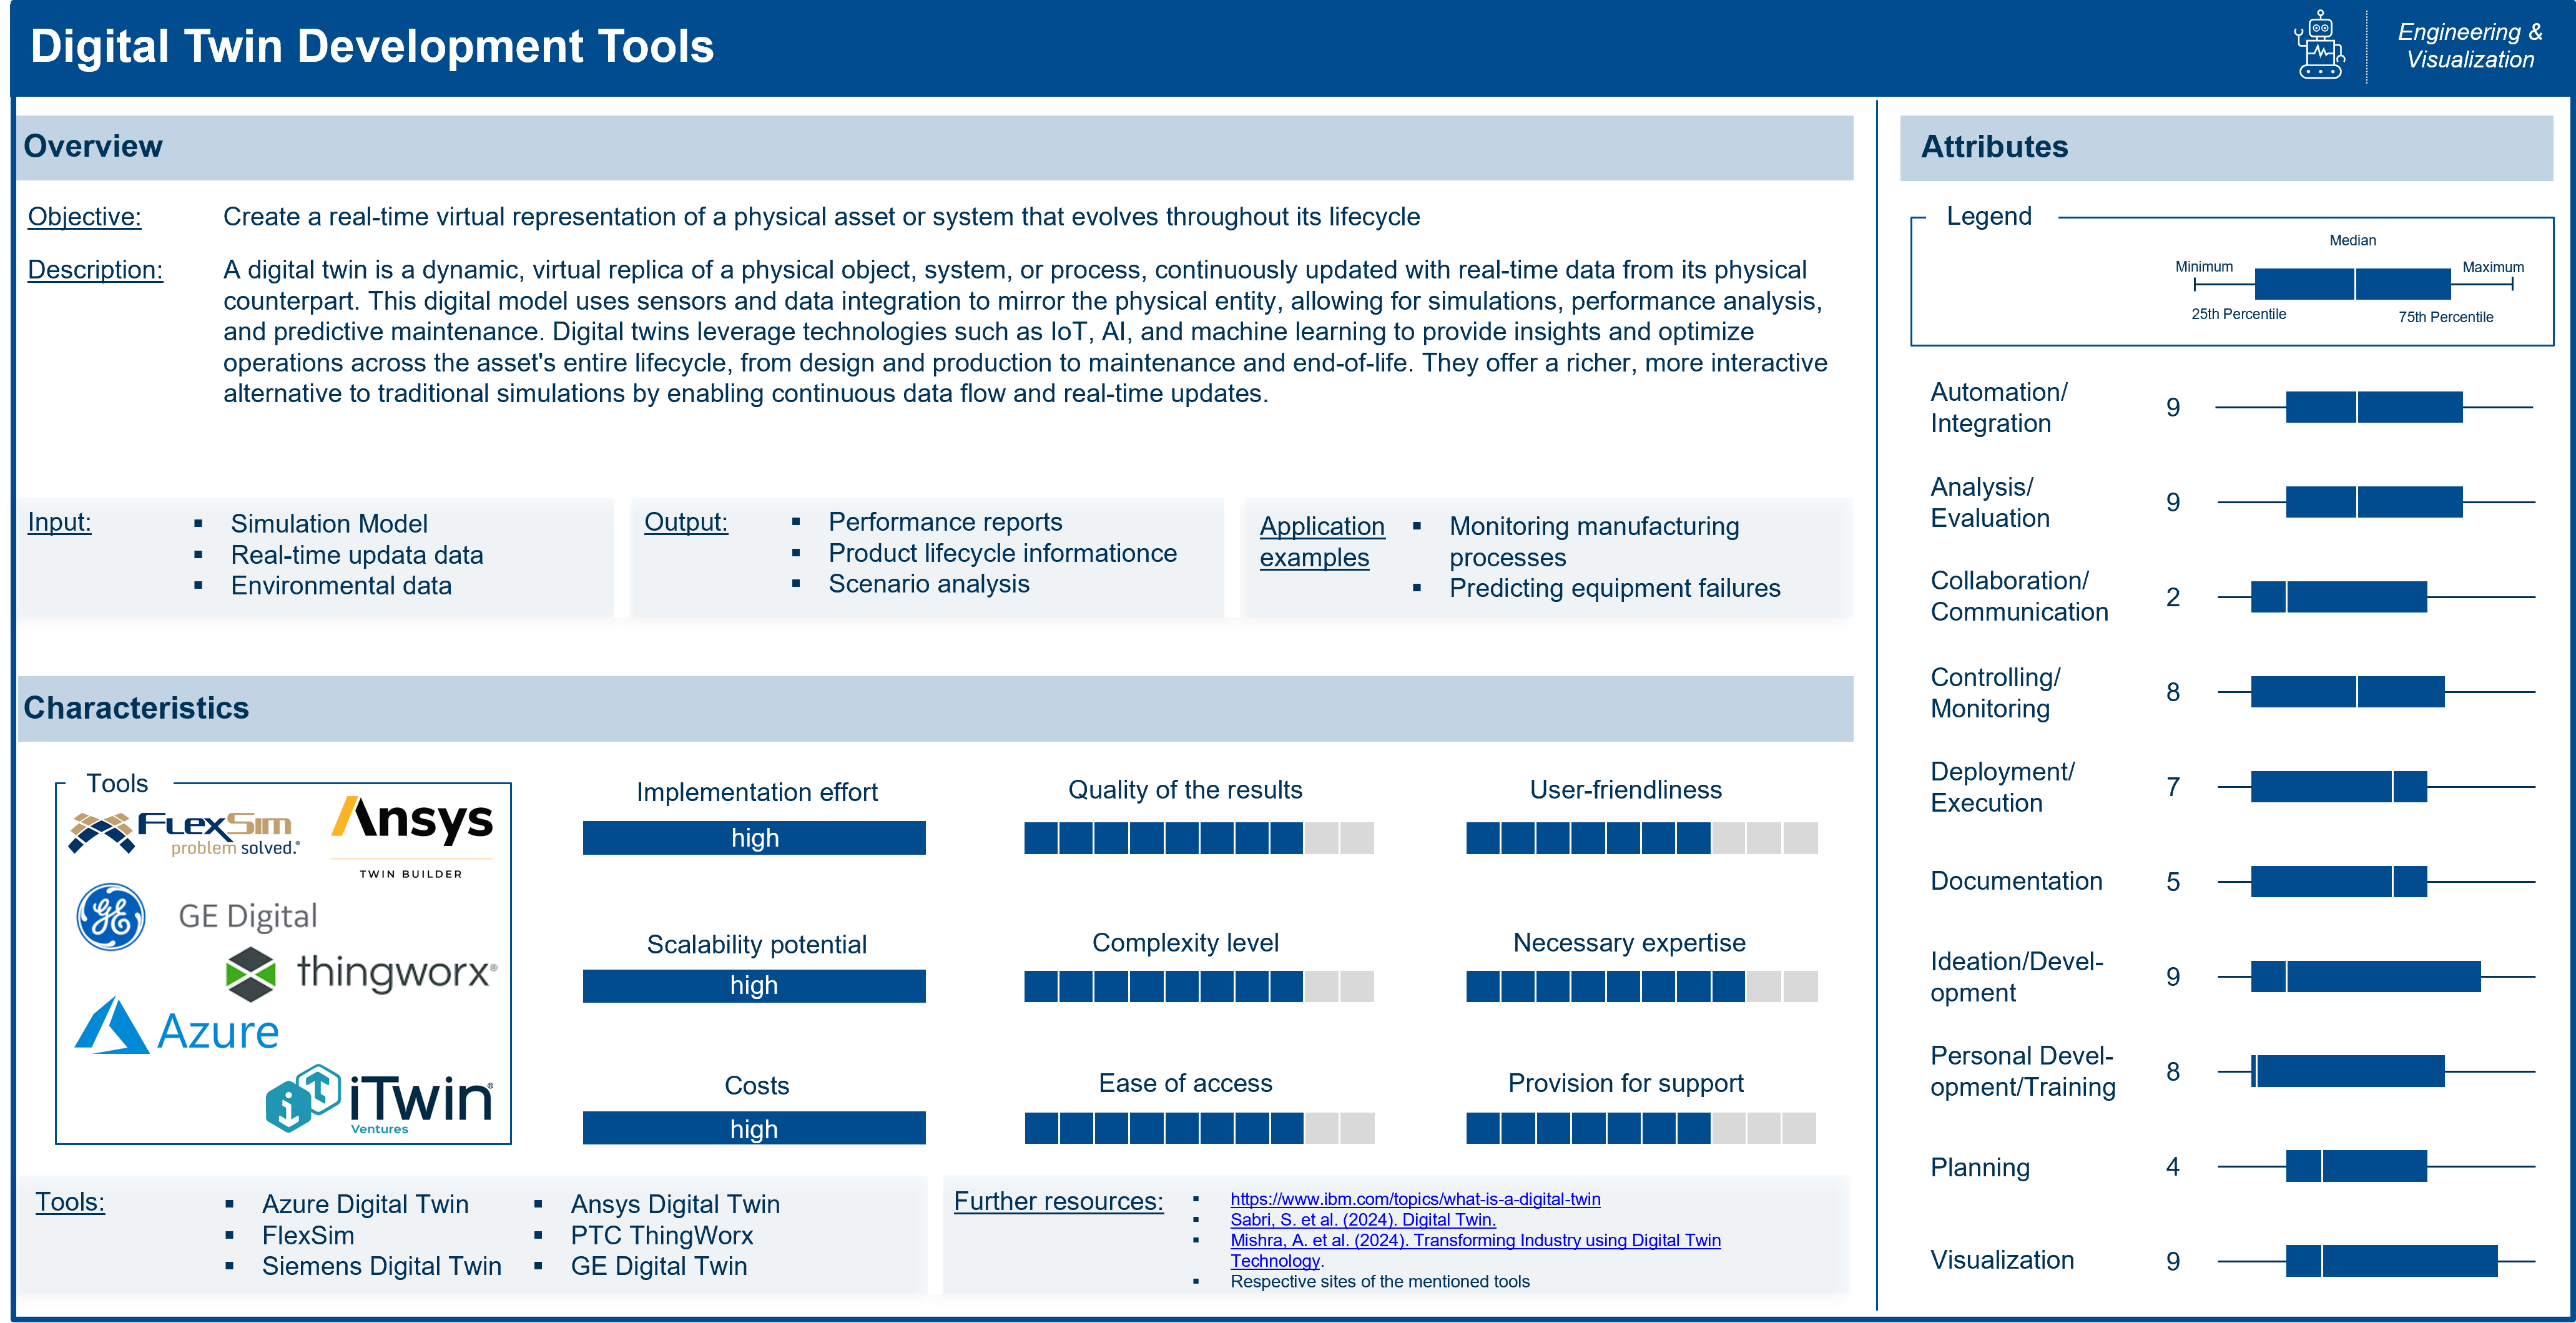 Digital Twin Development Tools
Engineering &
Visualization
Overview
Objective:
Create a real-time virtual representation of a physical asset or system that evolves throughout its lifecycle
Description:
A digital twin is a dynamic, virtual replica of a physical object, system, or process, continuously updated with real-time data from its physical
counterpart. This digital model uses sensors and data integration to mirror the physical entity, allowing for simulations, performance analysis,
and predictive maintenance. Digital twins leverage technologies such as IoT, AI, and machine learning to provide insights and optimize
operations across the asset's entire lifecycle, from design and production to maintenance and end-of-life. They offer a richer, more interactive
alternative to traditional simulations by enabling continuous data flow and real-time updates.
Input:
▪ Simulation Model
▪ Real-time updata data
▪ Environmental data
Output:
▪ Performance reports
▪ Product lifecycle informationce
▪ Scenario analysis
Application
examples
▪ Monitoring manufacturing
processes
▪ Predicting equipment failures
Characteristics
Tools
FLEXSIM
problem solved.®
Ansys
TWIN BUILDER
GE
GE Digital
thingworx®
Azure
iT iTwin®
Ventures
Implementation effort
high
Quality of the results
User-friendliness
Scalability potential
high
Complexity level
Necessary expertise
Costs
high
Ease of access
Provision for support
Tools:
▪ Azure Digital Twin
▪ FlexSim
▪ Siemens Digital Twin
▪ Ansys Digital Twin
▪ PTC ThingWorx
▪ GE Digital Twin
Further resources:
▪ https://www.ibm.com/topics/what-is-a-digital-twin
▪ Sabri, S. et al. (2024). Digital Twin.
▪ Mishra, A. et al. (2024). Transforming Industry using Digital Twin
Technology.
▪ Respective sites of the mentioned tools
Attributes
Legend
Median
Minimum
Maximum
25th Percentile
75th Percentile
Automation/
Integration
9
Analysis/
Evaluation
9
Collaboration/
Communication
2
Controlling/
Monitoring
8
Deployment/
Execution
7
Documentation
5
Ideation/Devel-
opment
9
Personal Devel-
opment/Training
8
Planning
4
Visualization
9